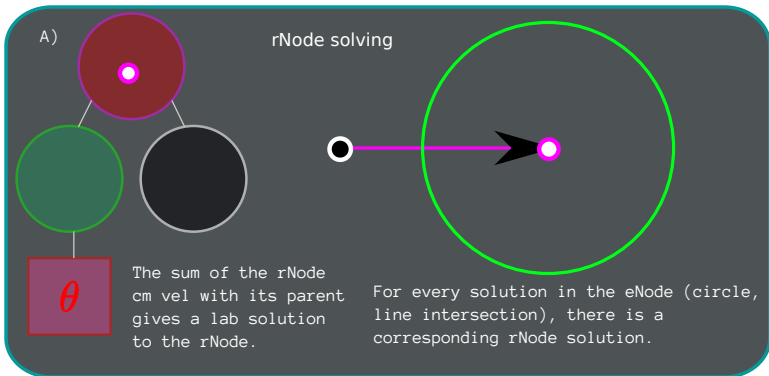 A)
rNode solving
θ
The sum of the rNode
cm vel with its parent
gives a lab solution
to the rNode.
For every solution in the eNode (circle,
line intersection), there is a
corresponding rNode solution.